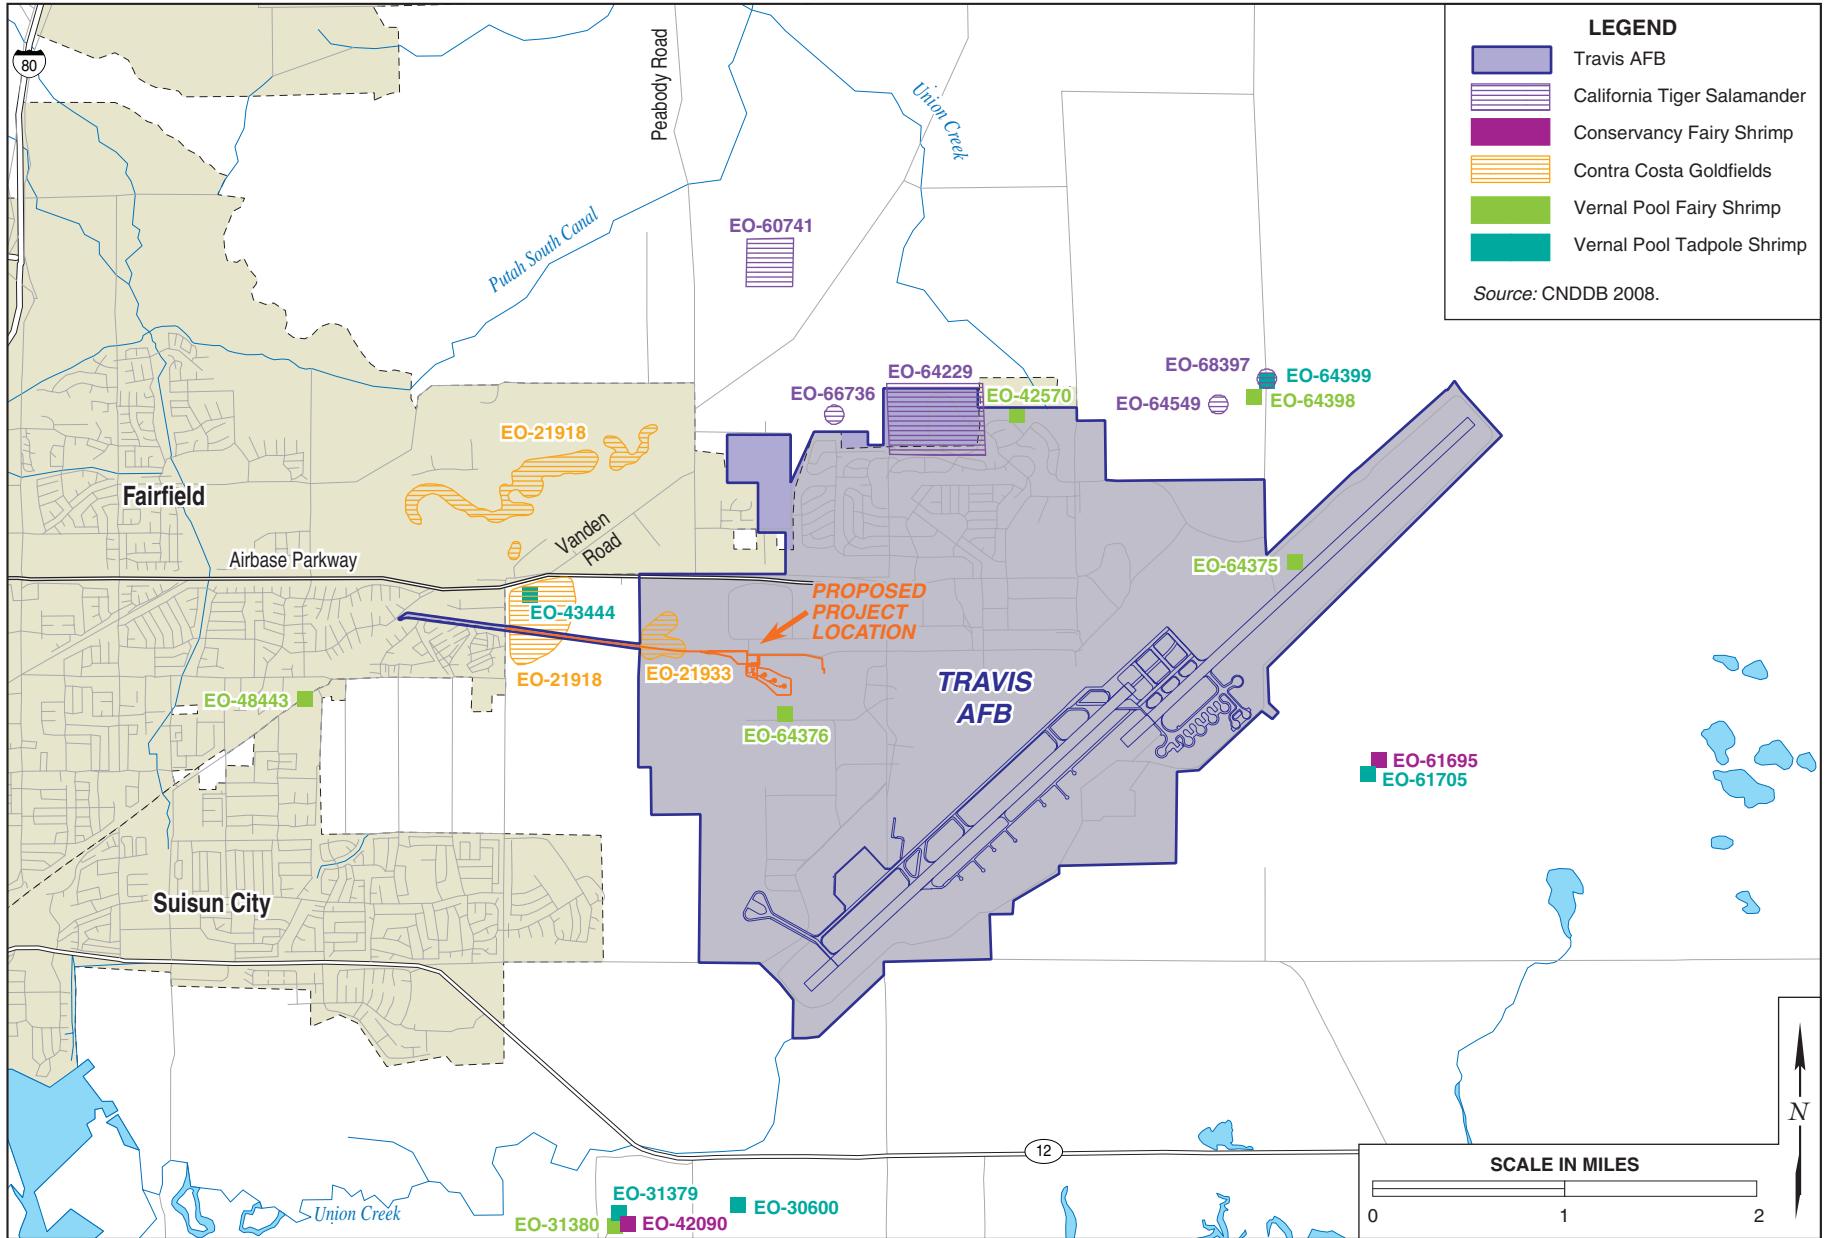 80
Peabody Road
Union Creek
Putah South Canal
LEGEND
Travis AFB
California Tiger Salamander
Conservancy Fairy Shrimp
Contra Costa Goldfields
Vernal Pool Fairy Shrimp
Vernal Pool Tadpole Shrimp
Source: CNDDB 2008.
EO-60741
EO-64229
EO-66736
EO-42570
EO-68397
EO-64399
EO-64549
EO-64398
EO-21918
Fairfield
Vanden
Road
Airbase Parkway
EO-64375
EO-43444
PROPOSED
PROJECT
LOCATION
EO-21918
EO-21933
TRAVIS
AFB
EO-48443
EO-64376
EO-61695
EO-61705
Suisun City
N
12
SCALE IN MILES
0 1 2
EO-31379
EO-30600
EO-31380
EO-42090
Union Creek